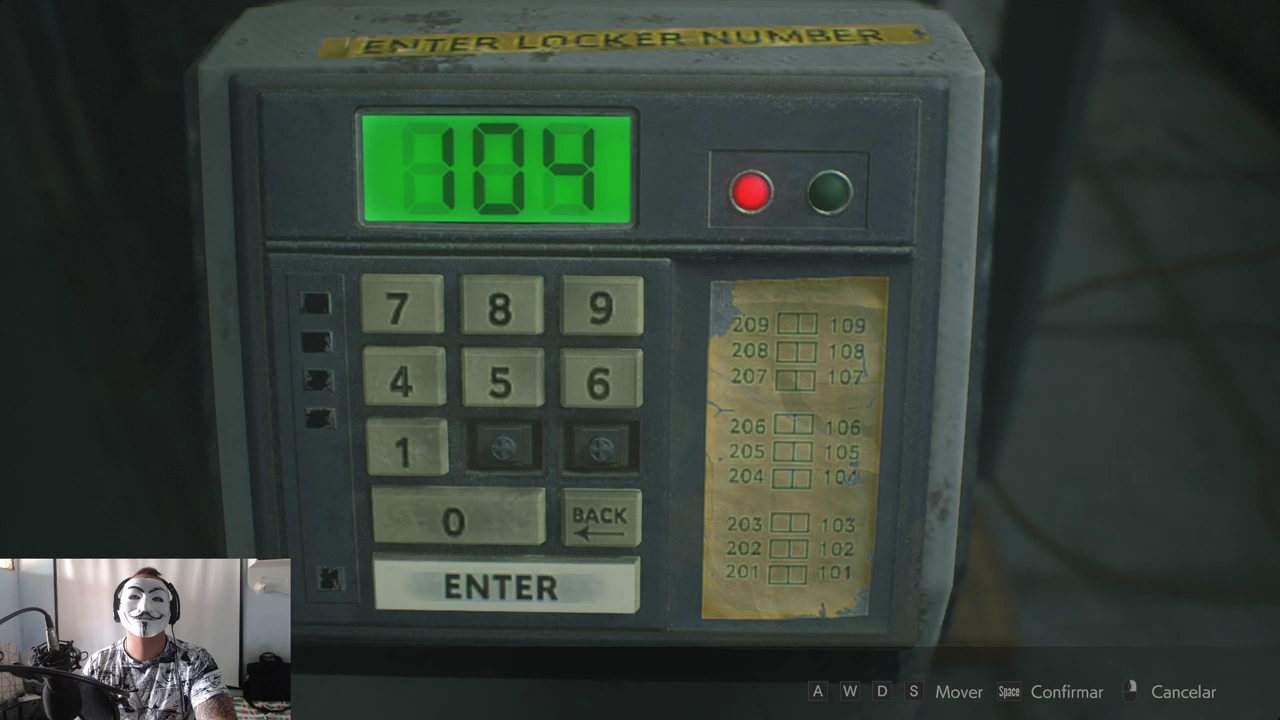 ENTER LOCKER NUMBER
104
7 8 9
4 5 6
1
0 BACK
ENTER
209 109
208 108
207 107
206 106
205 105
204 104
203 103
202 102
201 101
A W D S Mover Space Confirmar Cancelar